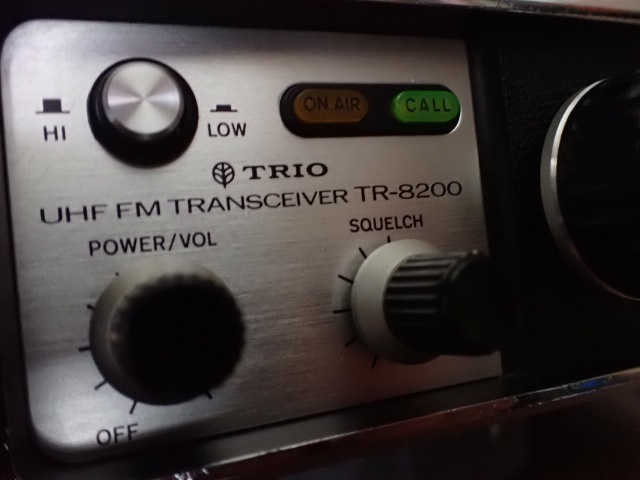 HI
LOW
ON AIR
CALL
TRIO
UHF FM TRANSCEIVER TR-8200
POWER/VOL
SQUELCH
OFF